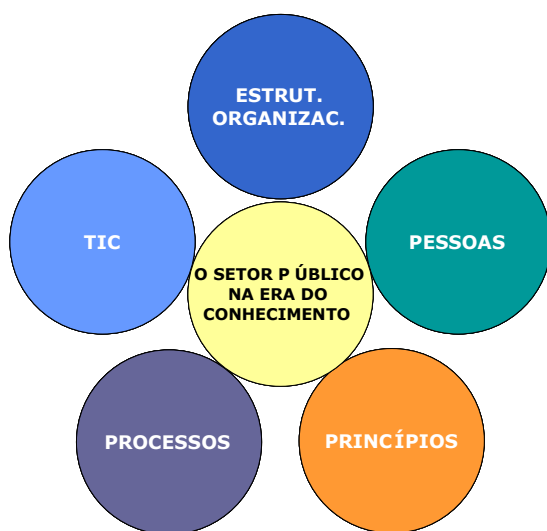 ESTRUT.
ORGANIZAC.
TIC
PESSOAS
O SETOR P ÚBLICO
NA ERA DO
CONHECIMENTO
PROCESSOS
PRINCÍPIOS